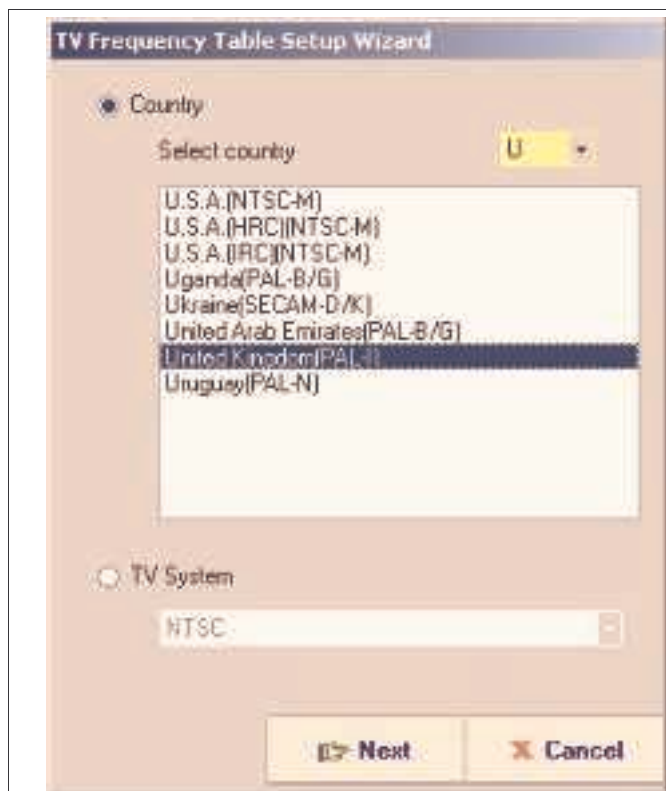 TV Frequency Table Setup Wizard
Country
Select country
U
U.S.A.(NTSC-M)
U.S.A.(HRC)(NTSC-M)
U.S.A.(IRC)(NTSC-M)
Uganda(PAL-B/G)
Ukraine(SECAM-D/K)
United Arab Emirates(PAL-B/G)
United Kingdom(PAL-I)
Uruguay(PAL-N)
TV System
NTSC
Next
Cancel